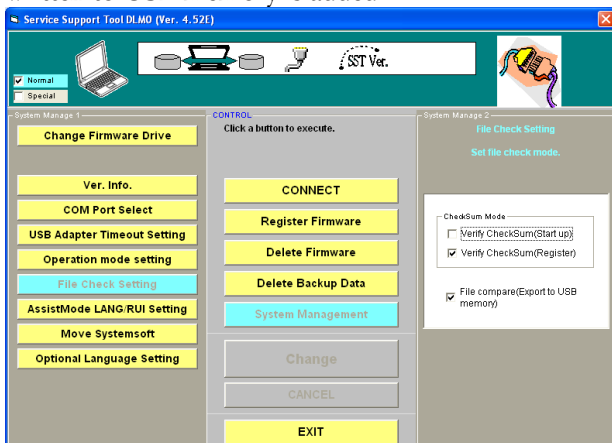 Service Support Tool DLMO (Ver. 4.52E)
Normal
Special
SST Ver.
System Manage 1
Change Firmware Drive
Ver. Info.
COM Port Select
USB Adapter Timeout Setting
Operation mode setting
File Check Setting
AssistMode LANG/RUI Setting
Move Systemsoft
Optional Language Setting
CONTROL
Click a button to execute.
CONNECT
Register Firmware
Delete Firmware
Delete Backup Data
System Management
Change
CANCEL
EXIT
System Manage 2
File Check Setting
Set file check mode.
CheckSum Mode
Verify CheckSum(Start up)
Verify CheckSum(Register)
File compare(Export to USB
memory)